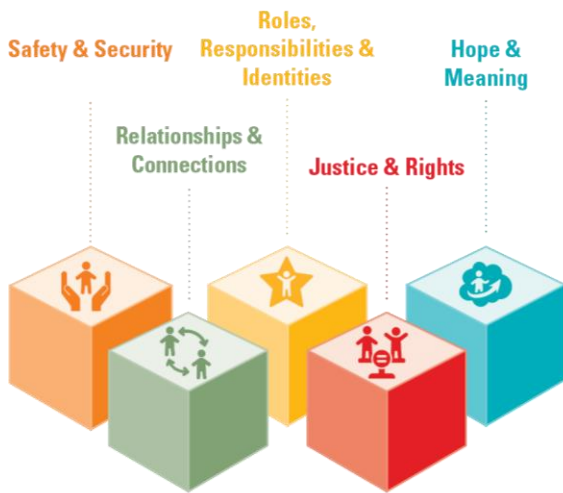 Safety & Security
Relationships &
Connections
Roles,
Responsibilities &
Identities
Justice & Rights
Hope &
Meaning